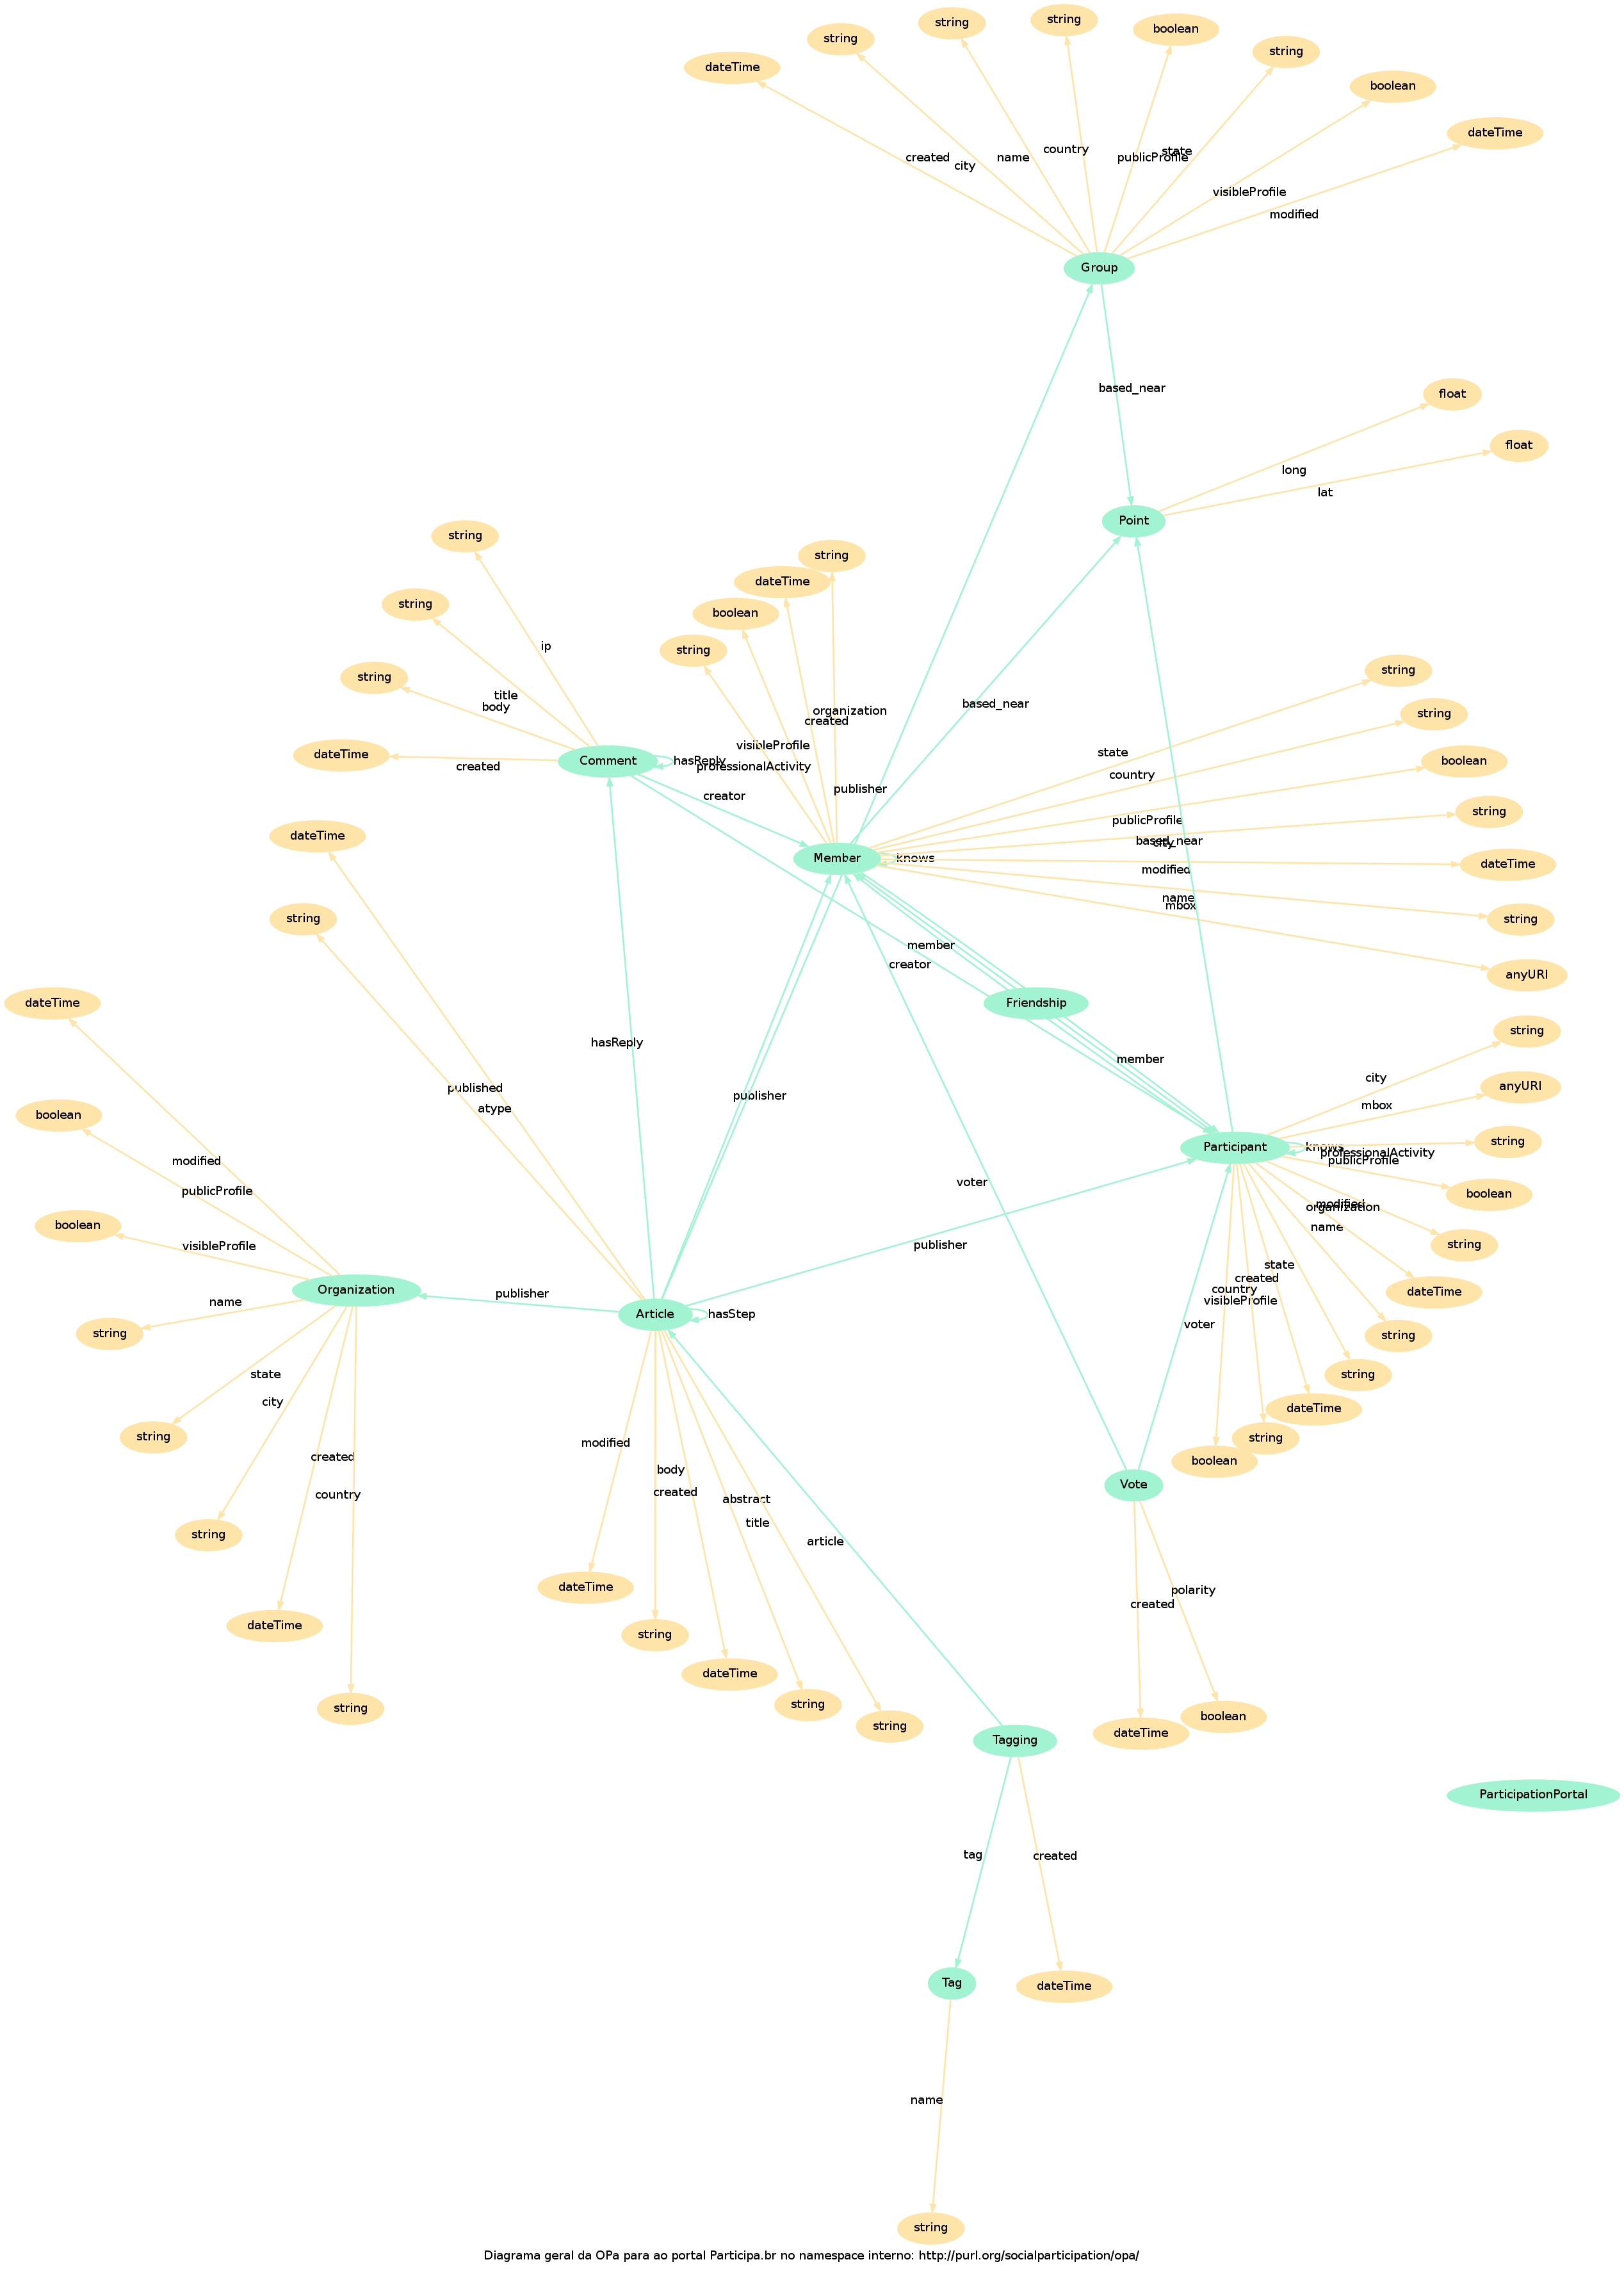 string
string
string
boolean
string
dateTime
boolean
dateTime
created
city
name
country
publicProfile
state
visibleProfile
modified
Group
based_near
float
float
long
lat
Point
string
string
string
dateTime
ip
title
body
created
Comment
hasReply
string
dateTime
boolean
string
organization
created
visibleProfile
professionalActivity
based_near
publisher
creator
Member
knows
string
string
boolean
string
dateTime
string
anyURI
state
country
publicProfile
based_near
city
modified
name
mbox
dateTime
string
member
creator
Friendship
member
hasReply
published
atype
publisher
voter
publisher
dateTime
boolean
boolean
string
string
string
dateTime
string
modified
publicProfile
visibleProfile
name
state
city
created
country
Organization
publisher
Article
hasStep
modified
body
created
abstract
title
article
dateTime
string
dateTime
string
string
Participant
knows
string
anyURI
string
boolean
string
dateTime
string
string
dateTime
string
boolean
city
mbox
professionalActivity
publicProfile
modified
organization
name
state
created
country
visibleProfile
voter
Vote
polarity
created
dateTime
boolean
Tagging
ParticipationPortal
tag
created
Tag
dateTime
name
string
Diagrama geral da OPa para ao portal Participa.br no namespace interno: http://purl.org/socialparticipation/opa/